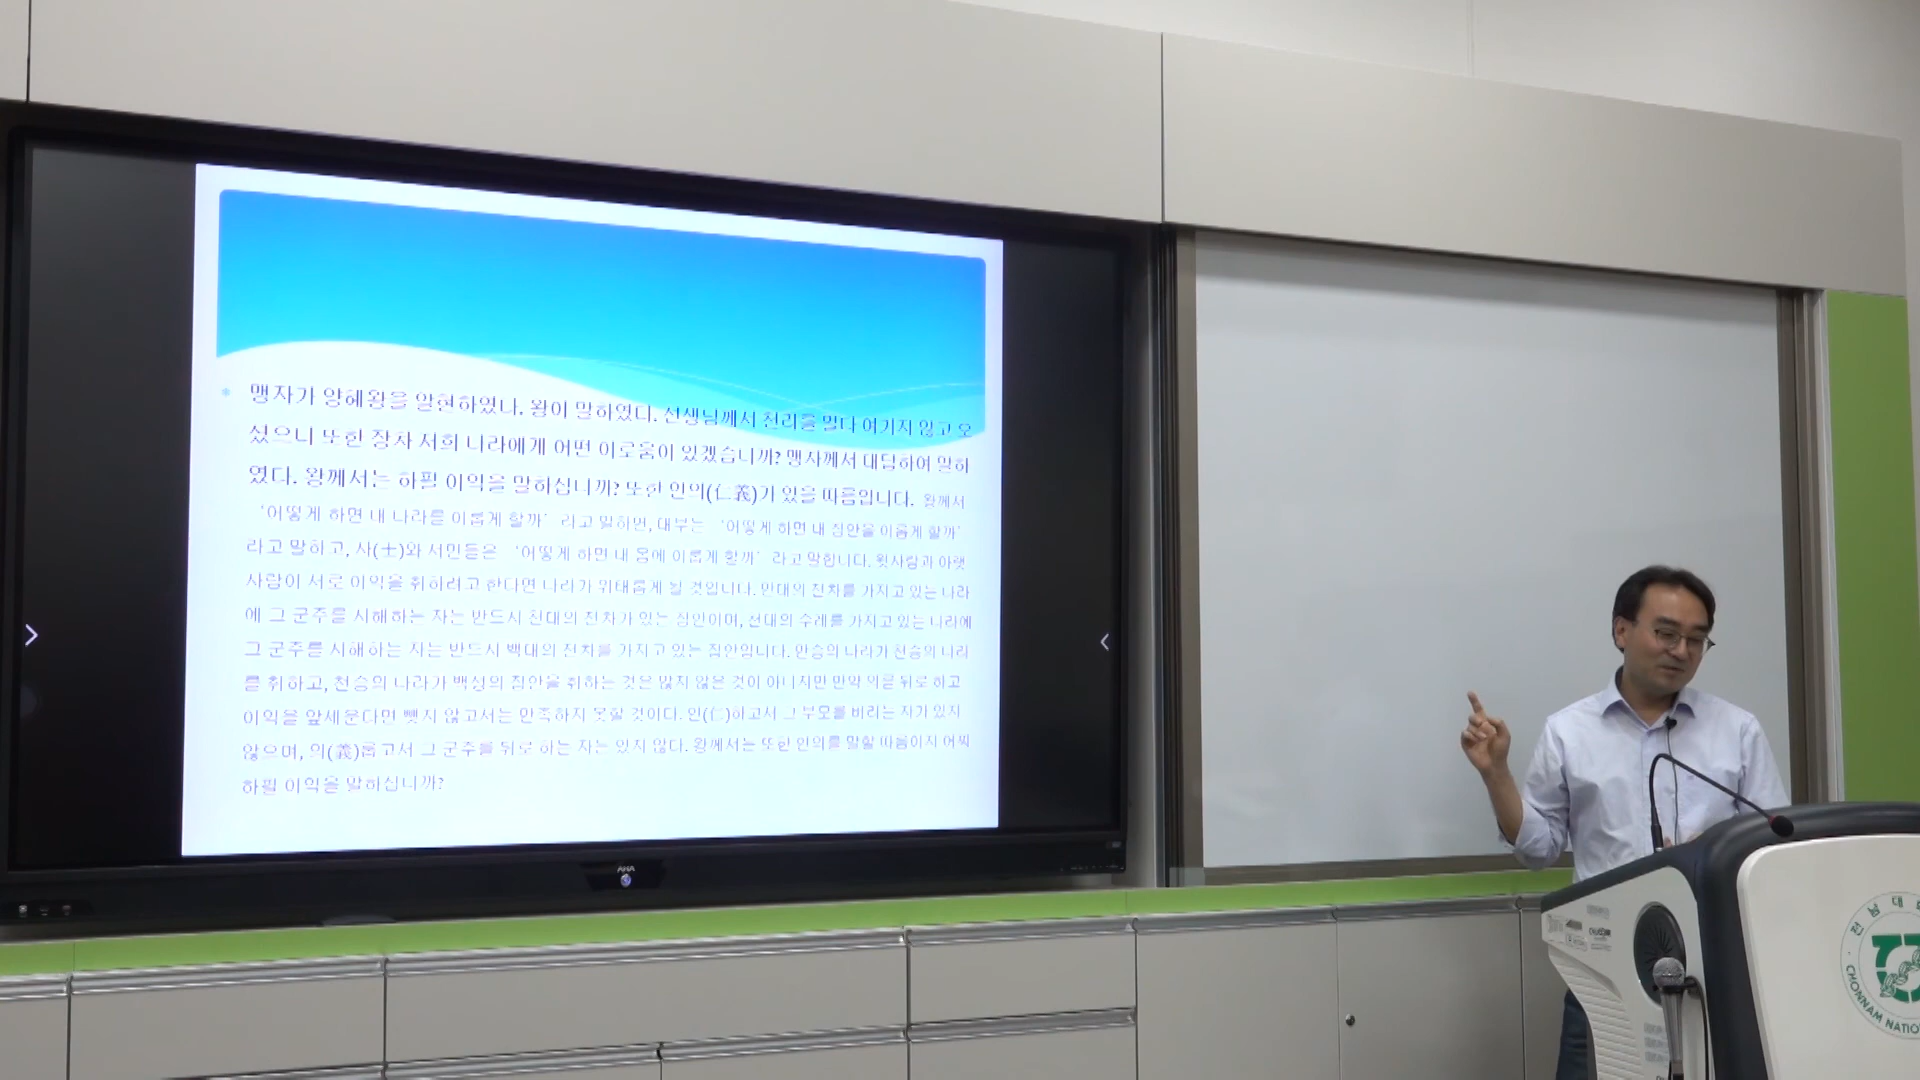 맹자가 양혜왕을 알현하였다. 왕이 말하였다. 선생님께서 천리를 멀다 여기지 않고 오
셨으니 또한 장차 저희 나라에게 어떤 이로움이 있겠습니까? 맹자께서 대답하여 말하
였다. 왕께서는 하필 이익을 말하십니까? 또한 인의(仁義)가 있을 따름입니다. 왕께서
‘어떻게 하면 내 나라를 이롭게 할까’ 라고 말하면, 대부는 ‘어떻게 하면 내 집안을 이롭게 할까’
라고 말하고, 사(士)와 서민들은 ‘어떻게 하면 내 몸에 이롭게 할까’ 라고 말합니다. 윗사람과 아랫
사람이 서로 이익을 취하려고 한다면 나라가 위태롭게 될 것입니다. 만대의 전차를 가지고 있는 나라
에 그 군주를 시해하는 자는 반드시 천대의 전차가 있는 집안이며, 천대의 수레를 가지고 있는 나라에
그 군주를 시해하는 자는 반드시 백대의 전차를 가지고 있는 집안입니다. 만승의 나라가 천승의 나라
를 취하고, 천승의 나라가 백승의 집안을 취하는 것은 많지 않은 것이 아니지만 만약 의를 뒤로 하고
이익을 앞세운다면 뺏지 않고서는 만족하지 못할 것이다. 인(仁)하고서 그 부모를 버리는 자가 있지
않으며, 의(義)롭고서 그 군주를 뒤로 하는 자는 있지 않다. 왕께서는 또한 인의를 말할 따름이지 어찌
하필 이익을 말하십니까?
AHA
전남대
CHONNAM NATIO